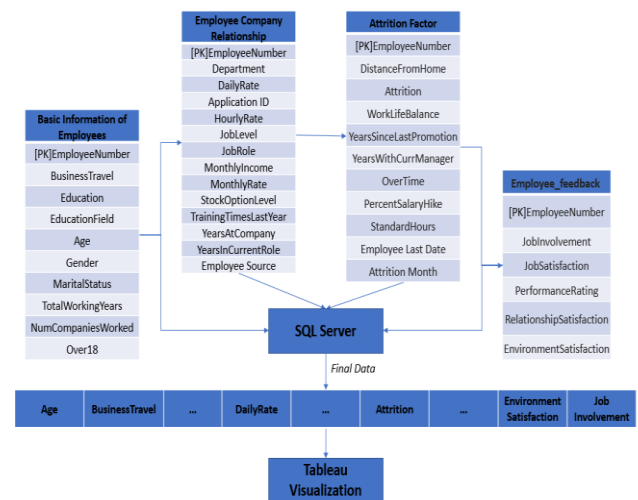 Basic Information of
Employees
[PK]EmployeeNumber
BusinessTravel
Education
EducationField
Age
Gender
MaritalStatus
TotalWorkingYears
NumCompaniesWorked
Over18
Employee Company
Relationship
[PK]EmployeeNumber
Department
DailyRate
Application ID
HourlyRate
JobLevel
JobRole
MonthlyIncome
MonthlyRate
StockOptionLevel
TrainingTimesLastYear
YearsAtCompany
YearsInCurrentRole
Employee Source
Attrition Factor
[PK]EmployeeNumber
DistanceFromHome
Attrition
WorkLifeBalance
YearsSinceLastPromotion
YearsWithCurrManager
OverTime
PercentSalaryHike
StandardHours
Employee Last Date
Attrition Month
Employee_feedback
[PK]EmployeeNumber
JobInvolvement
JobSatisfaction
PerformanceRating
RelationshipSatisfaction
EnvironmentSatisfaction
SQL Server
Final Data
Age
BusinessTravel
...
DailyRate
...
Attrition
...
Environment
Satisfaction
Job
Involvement
Tableau
Visualization